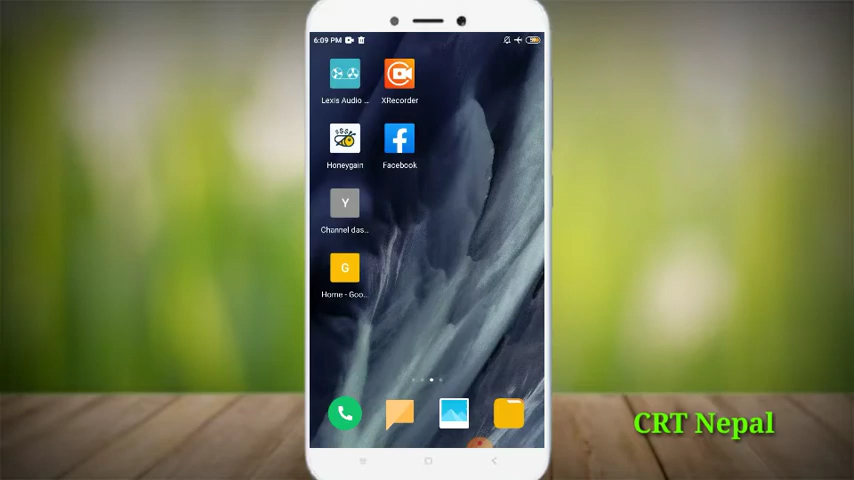 6:09 PM
Lexis Audio ...
XRecorder
$$$
Honeygain
Facebook
Y
Channel das...
G
Home - Goo...
CRT Nepal